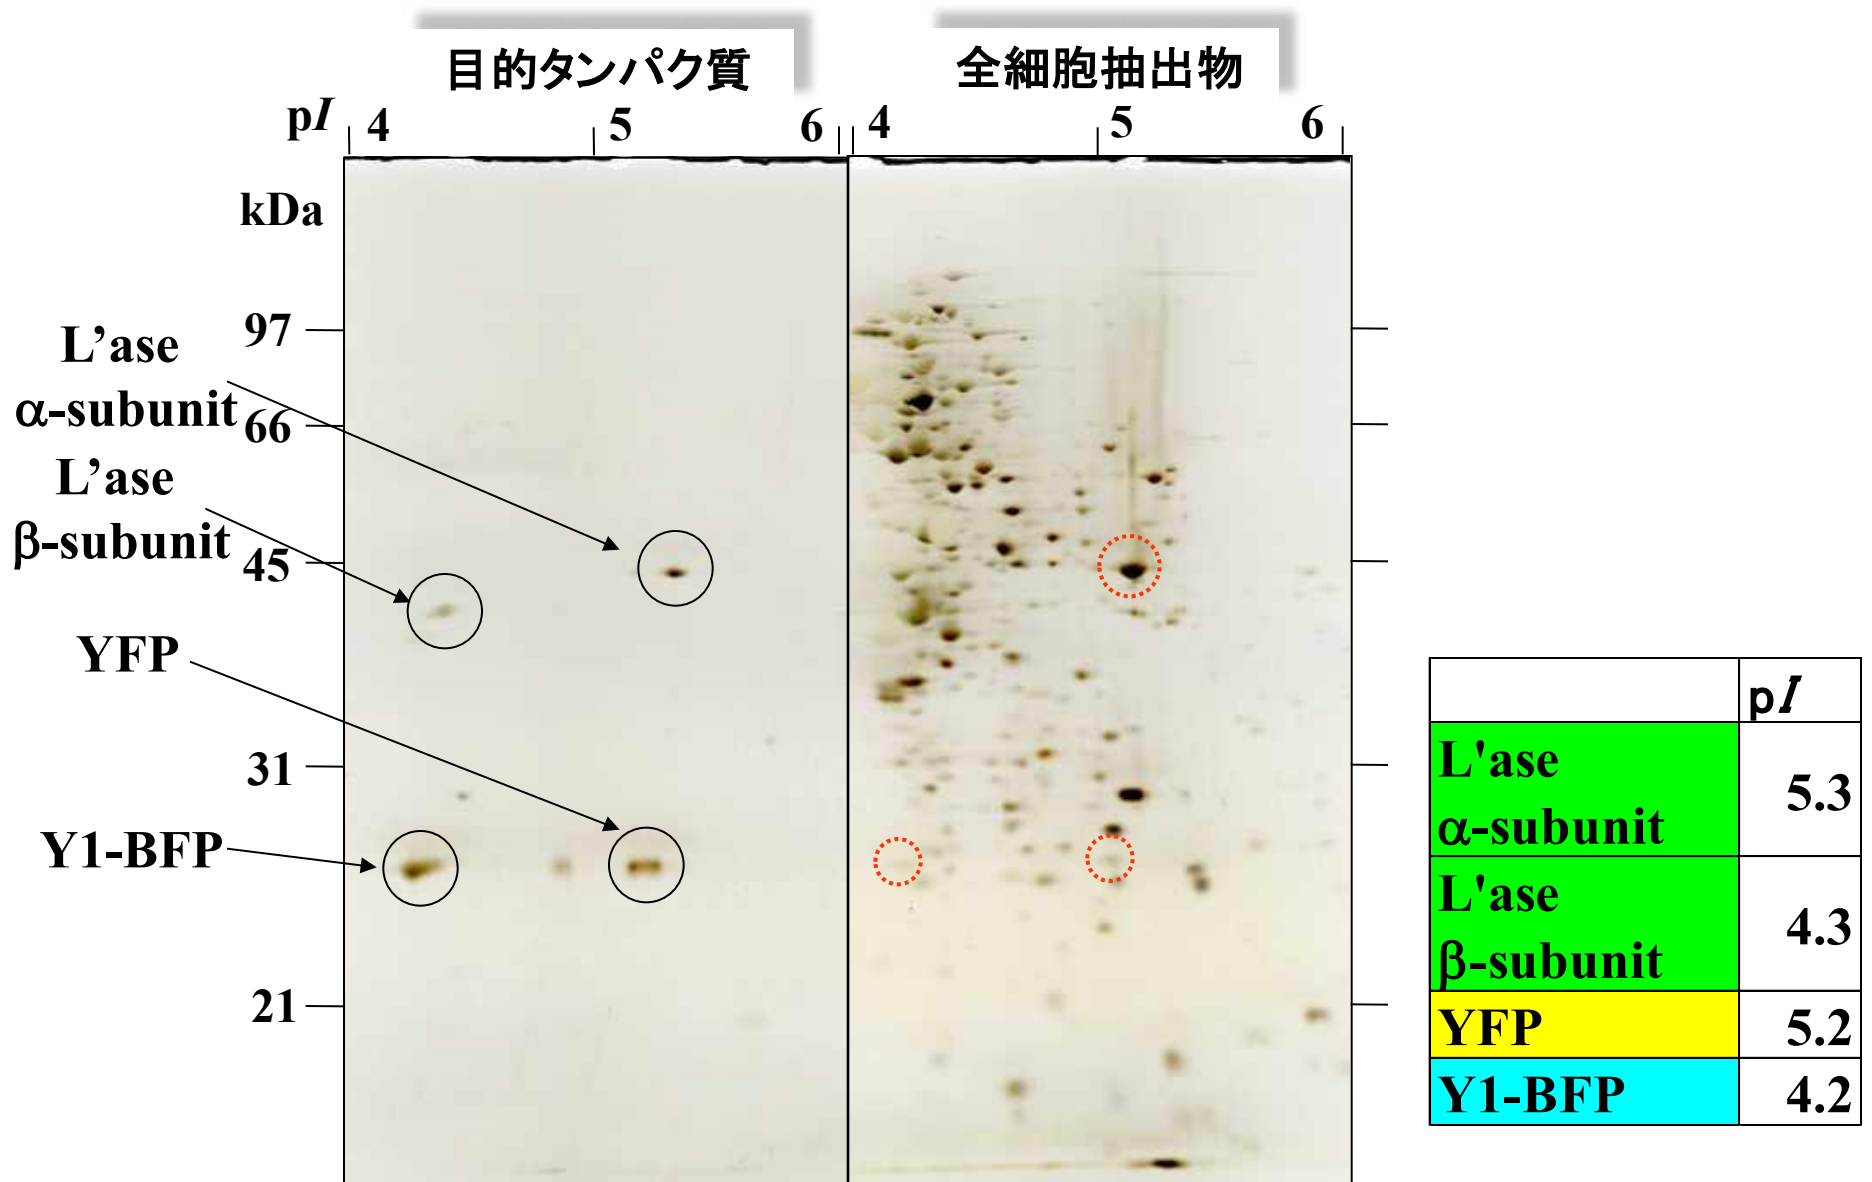 目的タンパク質
全細胞抽出物
pI 4 5 6 4 5 6
kDa
97
66
45
31
21
L’ase
α-subunit
L’ase
β-subunit
YFP
Y1-BFP
pI
L'ase
α-subunit
5.3
L'ase
β-subunit
4.3
YFP 5.2
Y1-BFP 4.2